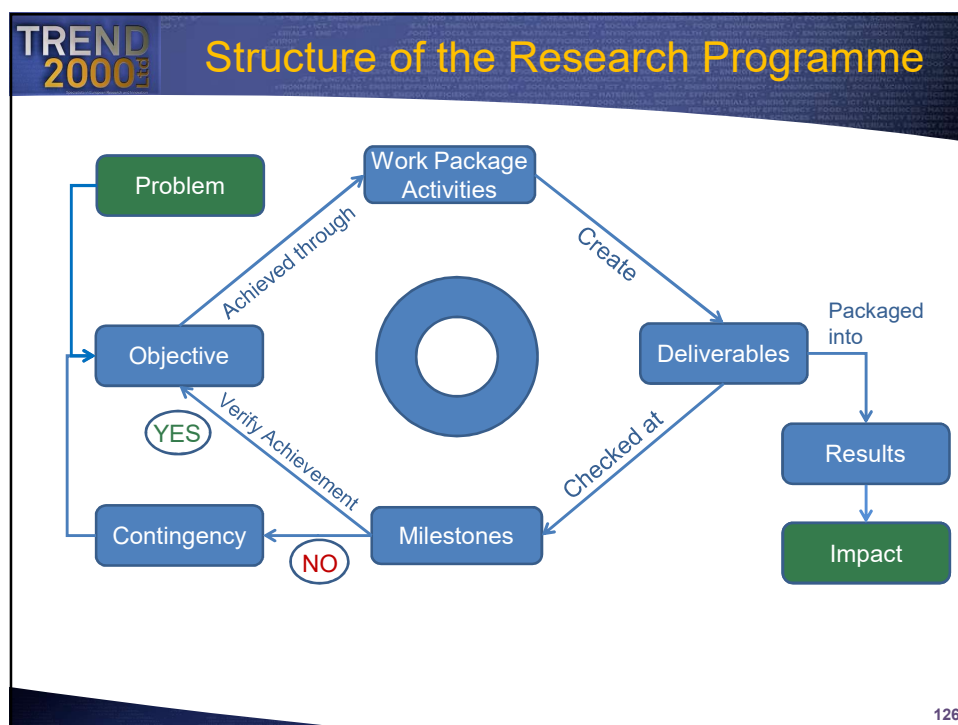 TREND
2000 Ltd
Structure of the Research Programme
Problem
Work Package
Activities
Achieved through
Create
Packaged
into
Objective
Deliverables
YES
Verify Achievement
Checked at
Results
Contingency
NO
Milestones
Impact
126